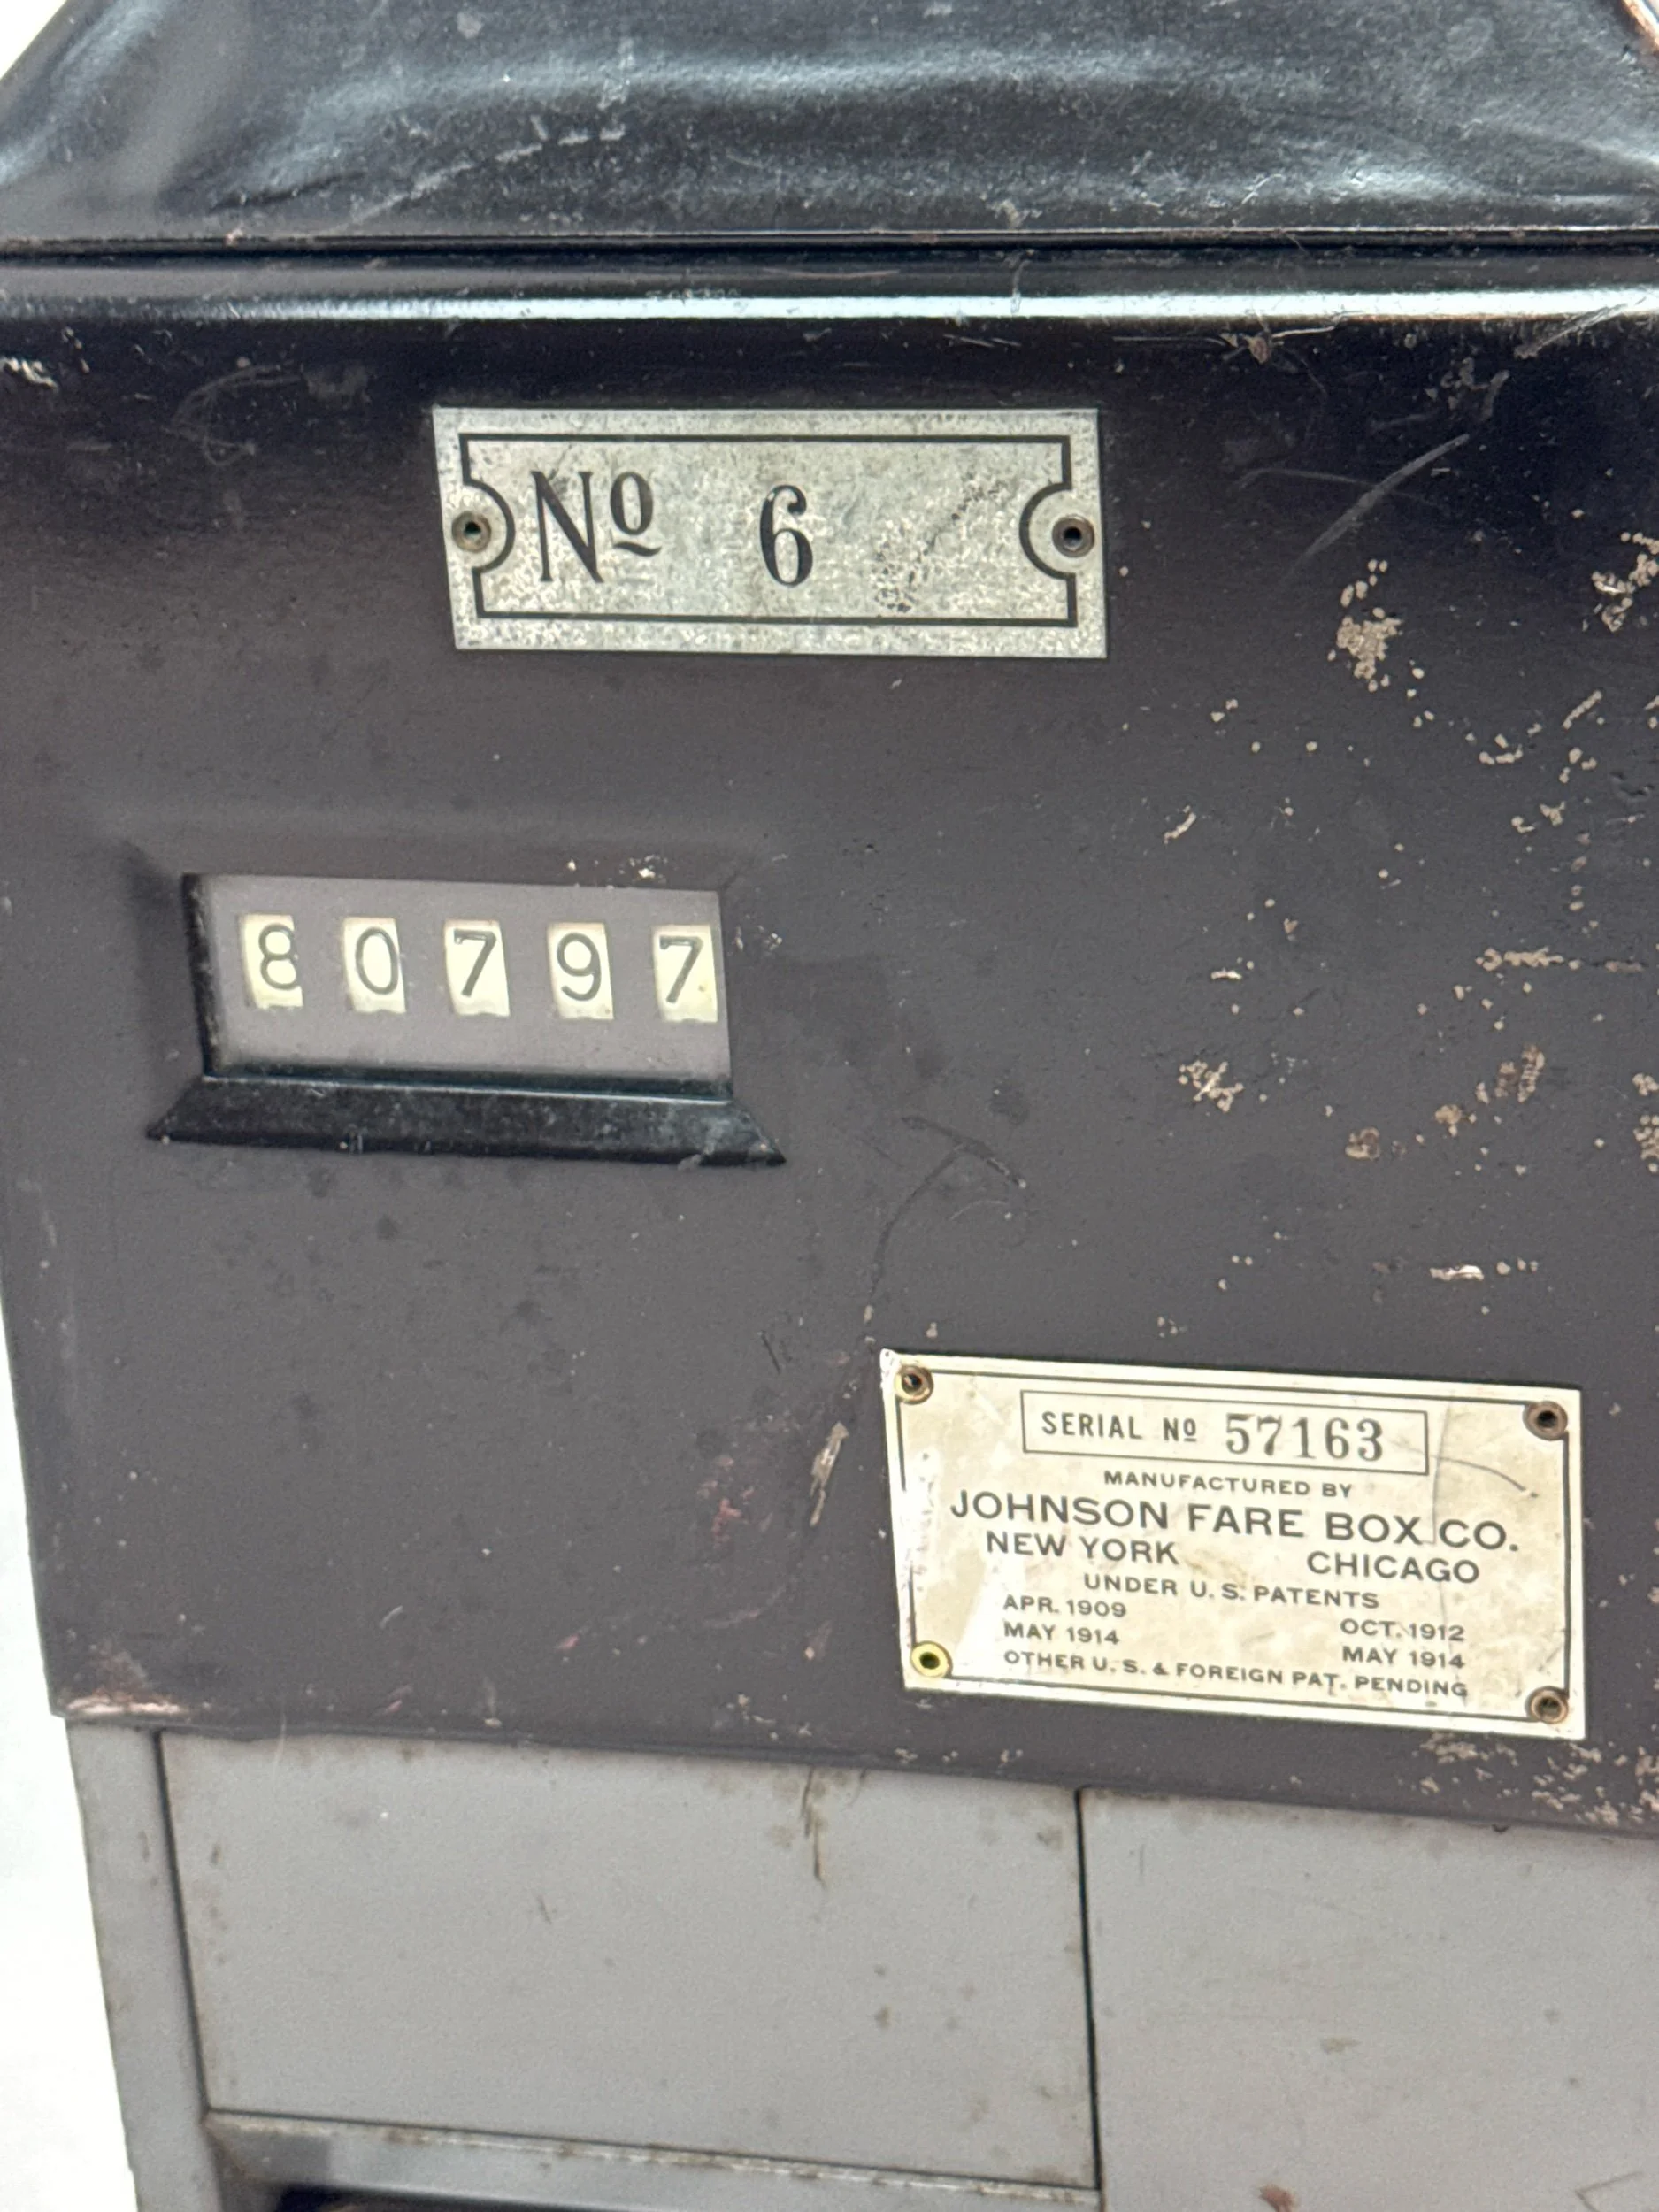 Nº 6
80797
SERIAL Nº 57163
MANUFACTURED BY
JOHNSON FARE BOX CO.
NEW YORK CHICAGO
UNDER U. S. PATENTS
APR. 1909 OCT. 1912
MAY 1914 MAY 1914
OTHER U. S. & FOREIGN PAT. PENDING